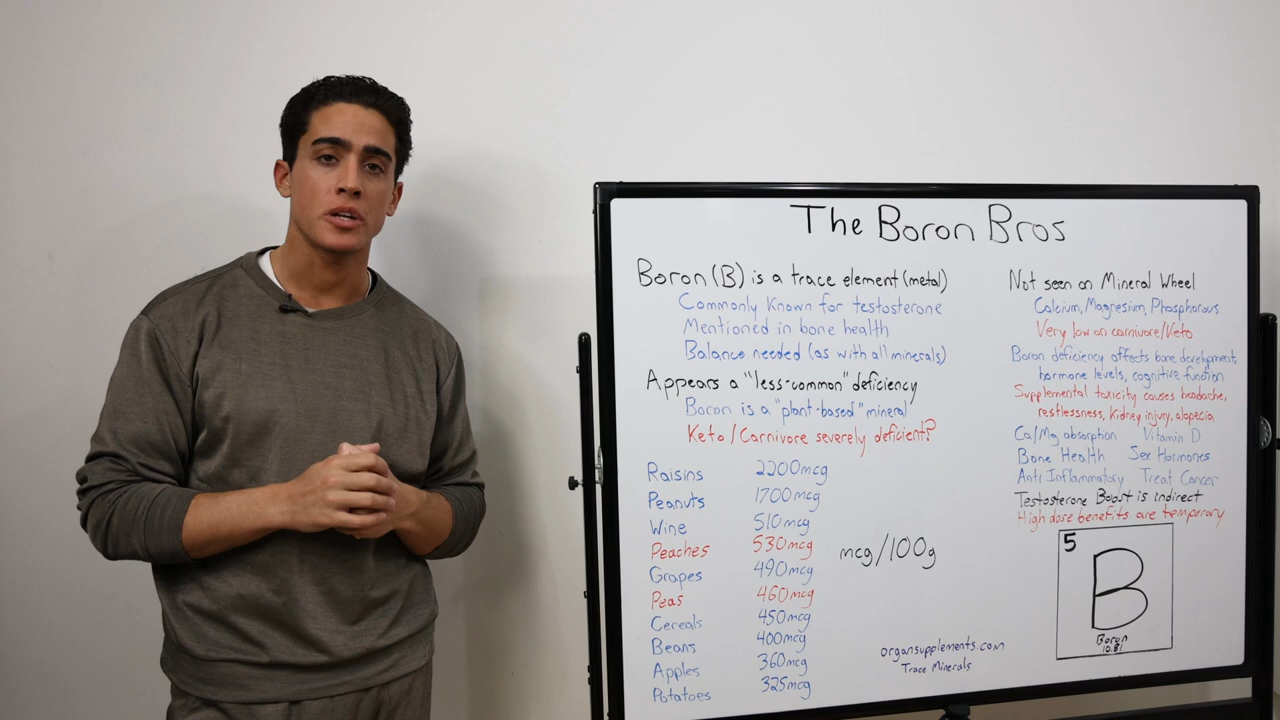 The Boron Bros
Boron (B) is a trace element (metal)
Commonly Known for testosterone
Mentioned in bone health
Balance needed (as with all minerals)
Appears a "less-common" deficiency
Boron is a "plant-based" mineral
Keto/Carnivore severely deficient?
Raisins 2200mcg
Peanuts 1700mcg
Wine 510mcg
Peaches 530mcg
Grapes 490mcg
Peas 460mcg
Cereals 450mcg
Beans 400mcg
Apples 360mcg
Potatoes 325mcg
mcg/100g
organsupplements.com
Trace Minerals
Not seen on Mineral Wheel
Calcium, Magnesium, Phosphorous
Very low on carnivore/Keto
Boron deficiency affects bone development,
hormone levels, cognitive function
Supplemental toxicity causes headache,
restlessness, kidney injury, alopecia
Ca/Mg absorption Vitamin D
Bone Health Sex Hormones
Anti Inflammatory Treat Cancer
Testosterone Boost is indirect
High dose benefits are temporary
5
B
Boron
10.81